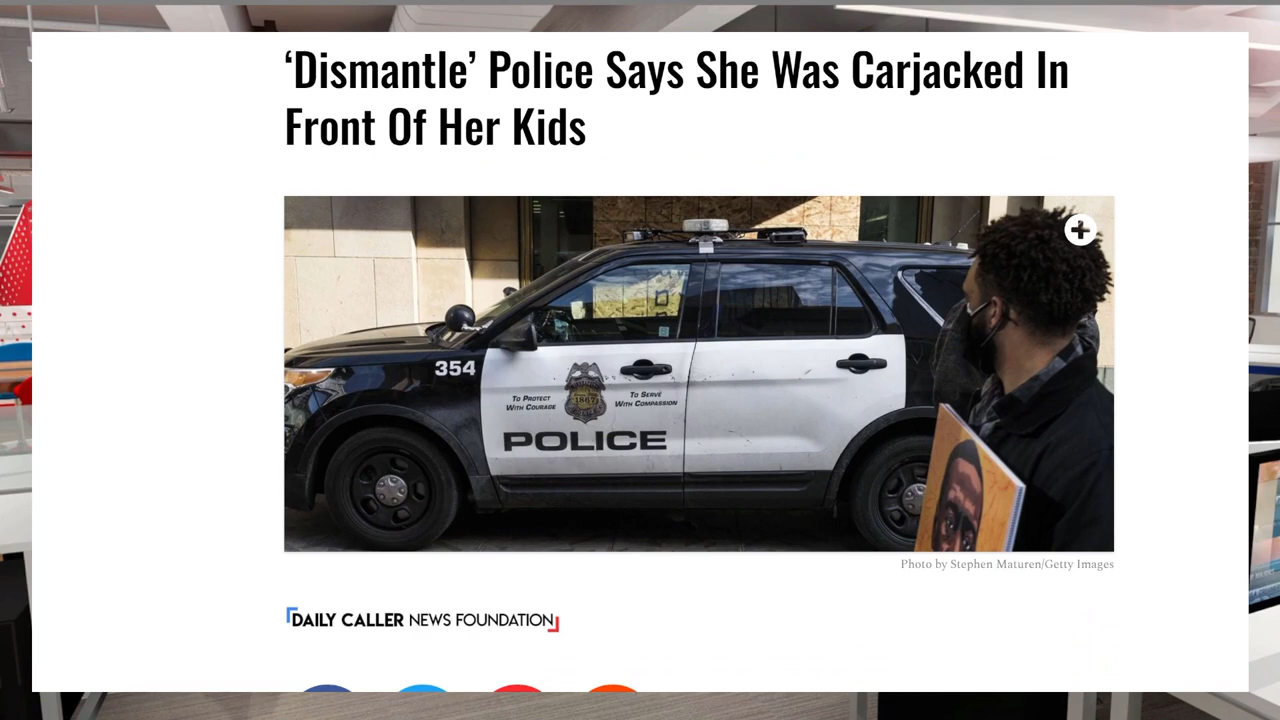 ‘Dismantle’ Police Says She Was Carjacked In
Front Of Her Kids
354
To Protect
With Courage
1867
To Serve
With Compassion
POLICE
Photo by Stephen Maturen/Getty Images
DAILY CALLER NEWS FOUNDATION